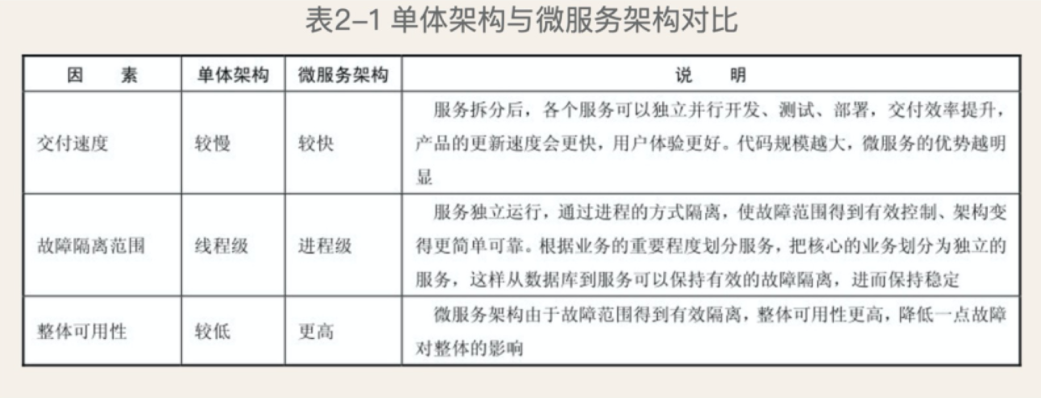 表2-1 单体架构与微服务架构对比
因 素 单体架构 微服务架构 说 明
交付速度 较慢 较快 服务拆分后，各个服务可以独立并行开发、测试、部署，交付效率提升，
产品的更新速度会更快，用户体验更好。代码规模越大，微服务的优势越明
显
故障隔离范围 线程级 进程级 服务独立运行，通过进程的方式隔离，使故障范围得到有效控制、架构变
得更简单可靠。根据业务的重要程度划分服务，把核心的业务划分为独立的
服务，这样从数据库到服务可以保持有效的故障隔离，进而保持稳定
整体可用性 较低 更高 微服务架构由于故障范围得到有效隔离，整体可用性更高，降低一点故障
对整体的影响